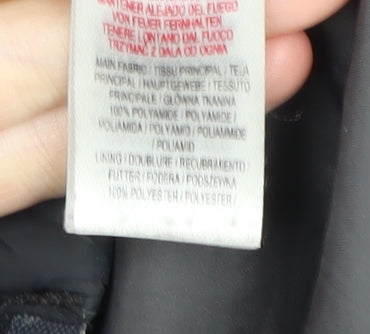 MANTENER ALEJADO DEL FUEGO
VON FEUER FERNHALTEN
TENERE LONTANO DAL FUOCO
TRZYMAĆ Z DALA OD OGNIA
MAIN FABRIC / TISSU PRINCIPAL / TEJA
PRINCIPAL / HAUPTGEWEBE / TESSUTO
PRINCIPALE / GŁÓWNA TKANINA
100% POLYAMIDE / POLYAMIDE /
POLIAMIDA / POLYAMID / POLIAMMIDE
/ POLIAMID
LINING / DOUBLURE / RECUBRIMIENTO /
FUTTER / FODERA / PODSZEWKA
100% POLYESTER / POLYESTER /